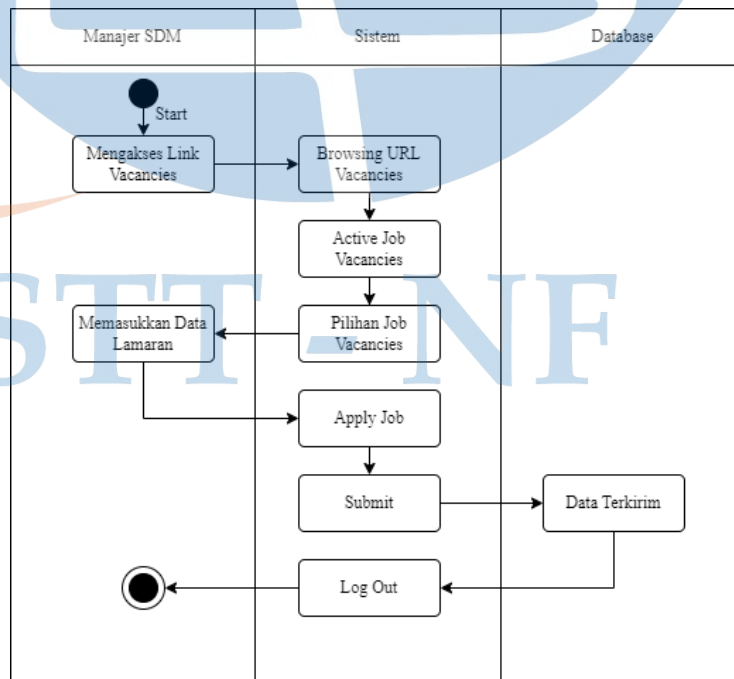 Manajer SDM
Sistem
Database
Start
Mengakses Link
Vacancies
Browsing URL
Vacancies
Active Job
Vacancies
Memasukkan Data
Lamaran
Pilihan Job
Vacancies
STT - NF
Apply Job
Submit
Data Terkirim
Log Out